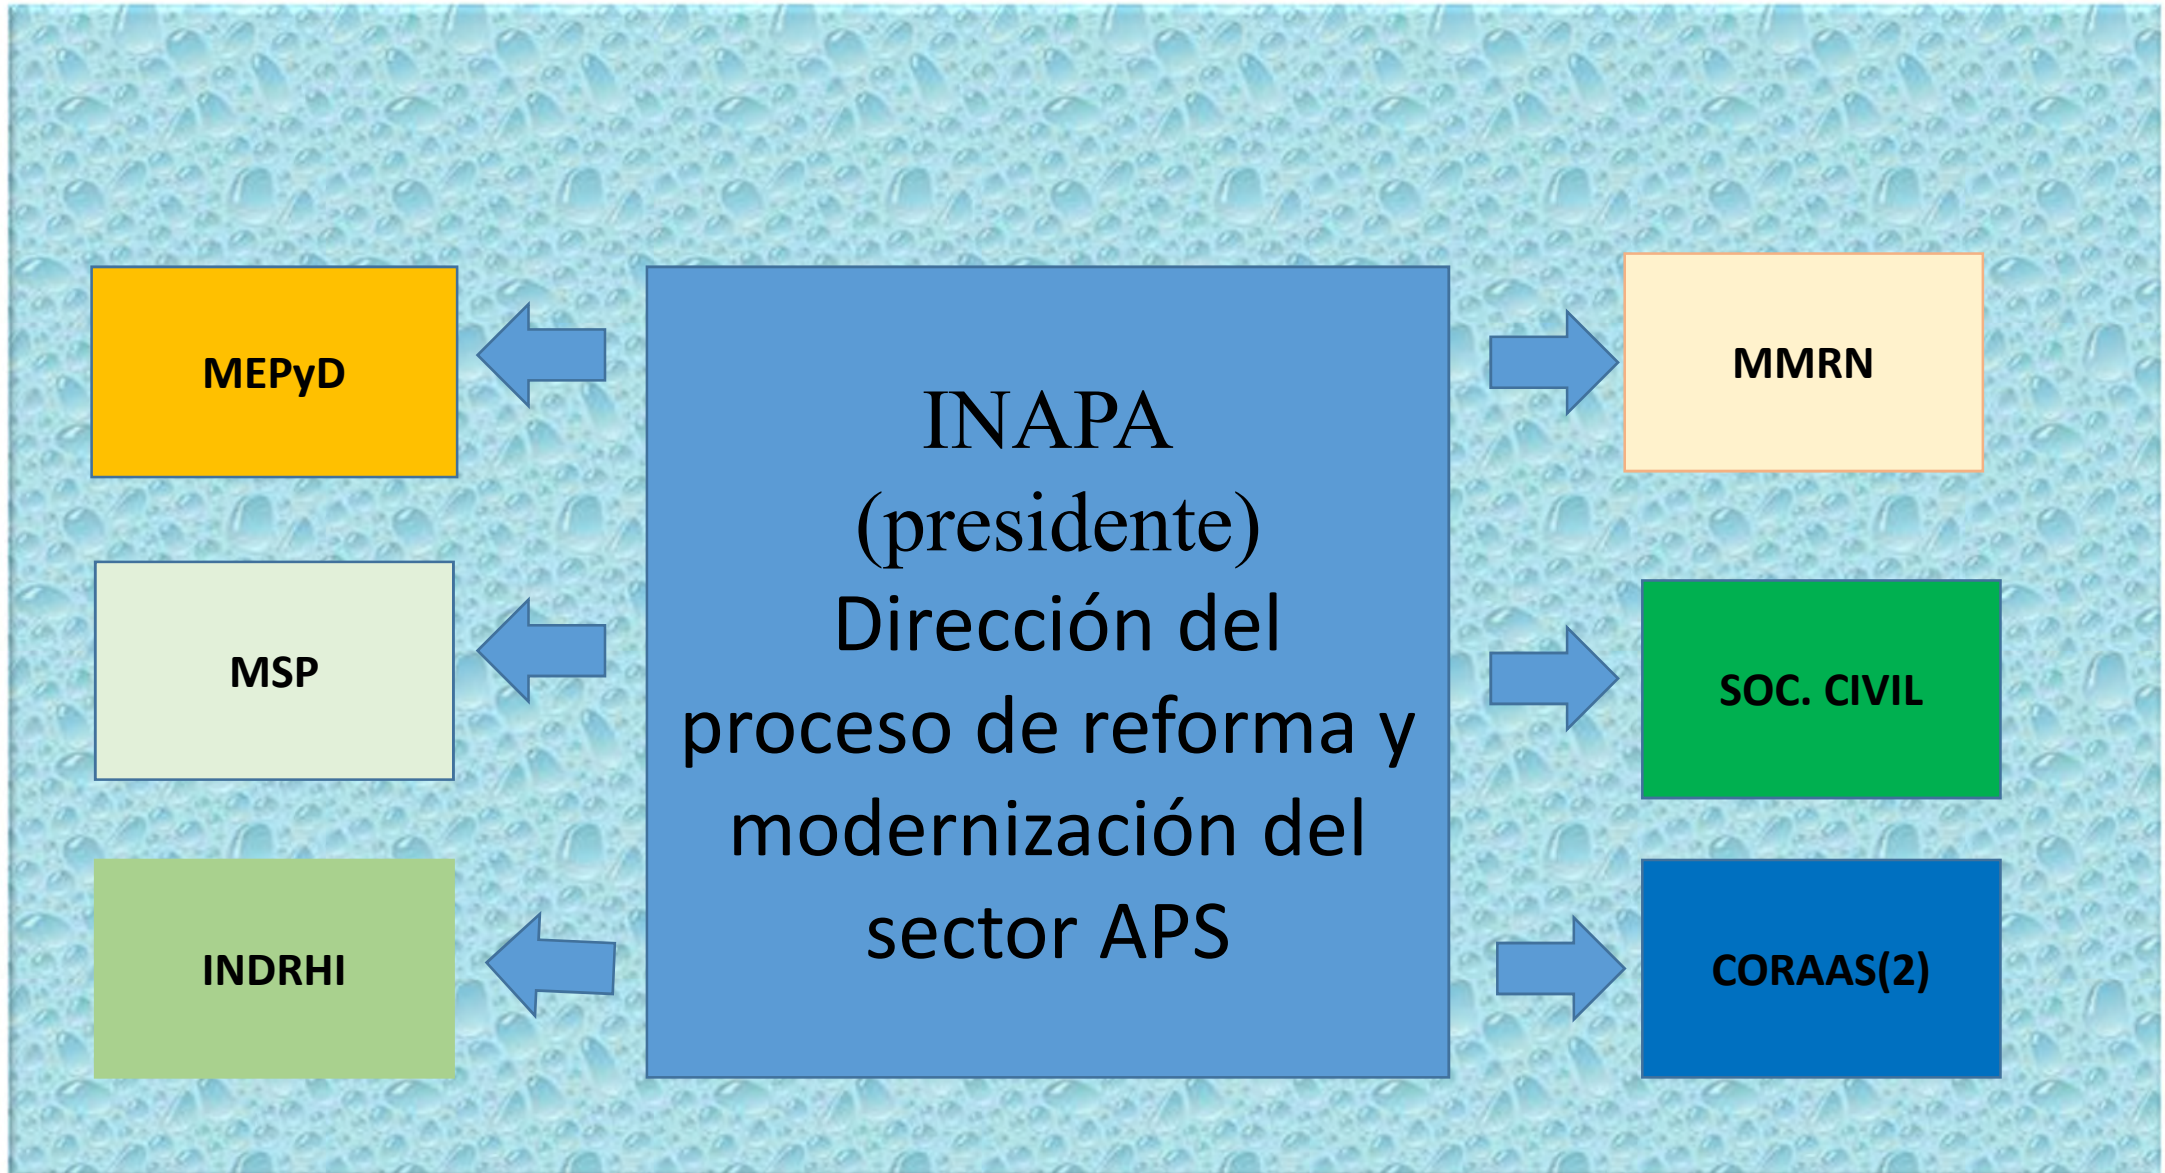 MEPyD
MSP
INDRHI
INAPA
(presidente)
Dirección del
proceso de reforma y
modernización del
sector APS
MMRN
SOC. CIVIL
CORAAS(2)